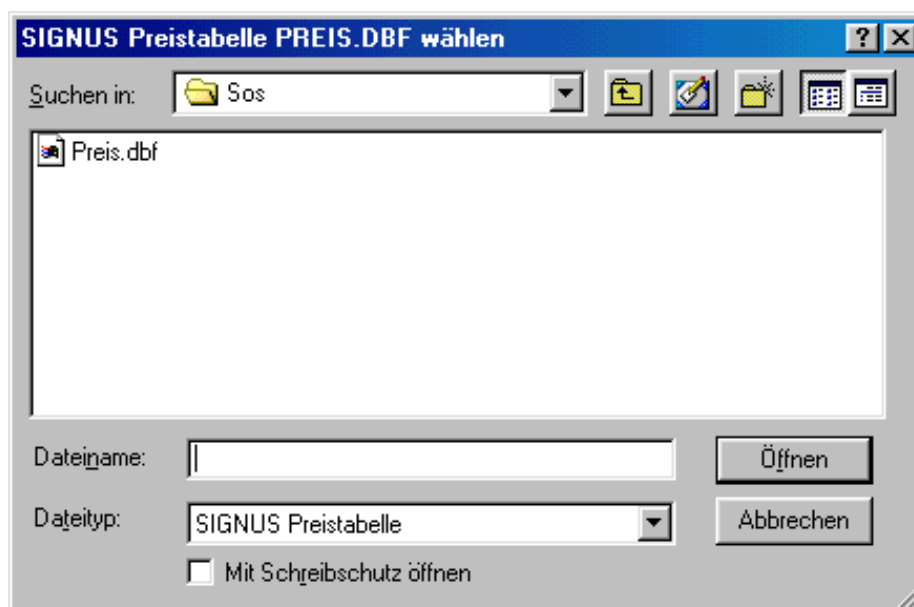 SIGNUS Preistabelle PREIS.DBF wählen
Suchen in: Sos
Preis.dbf
Dateiname: Öffnen
Dateityp: SIGNUS Preistabelle Abbrechen
Mit Schreibschutz öffnen